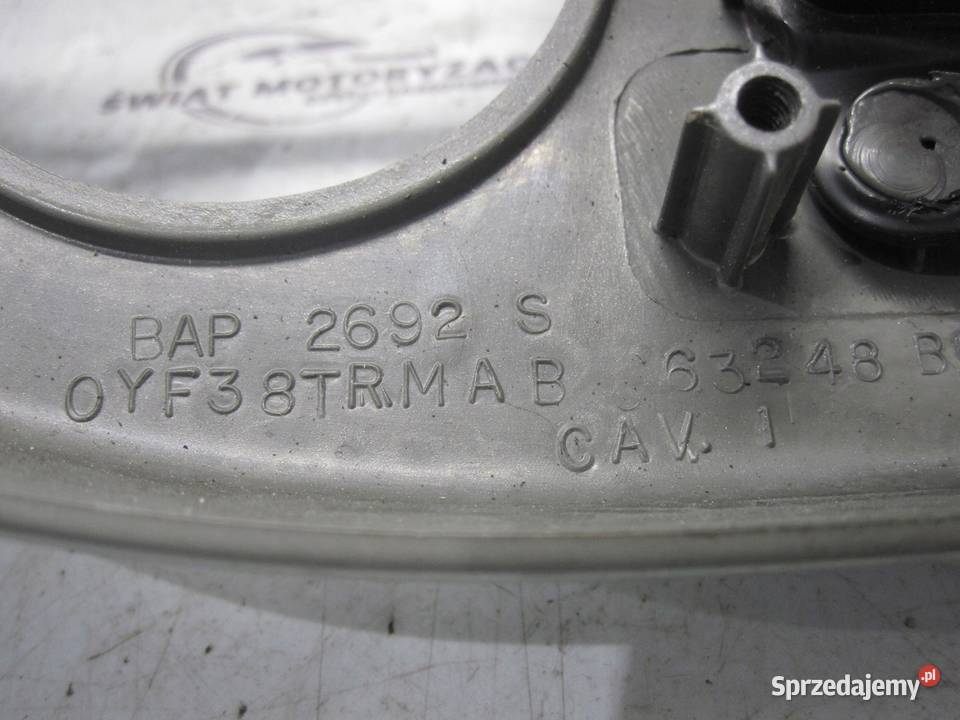 ŚWIAT MOTORYZAC
BAP 2692 S
0YF38TRMAB 63248 B
CAV. 1
Sprzedajemy.pl